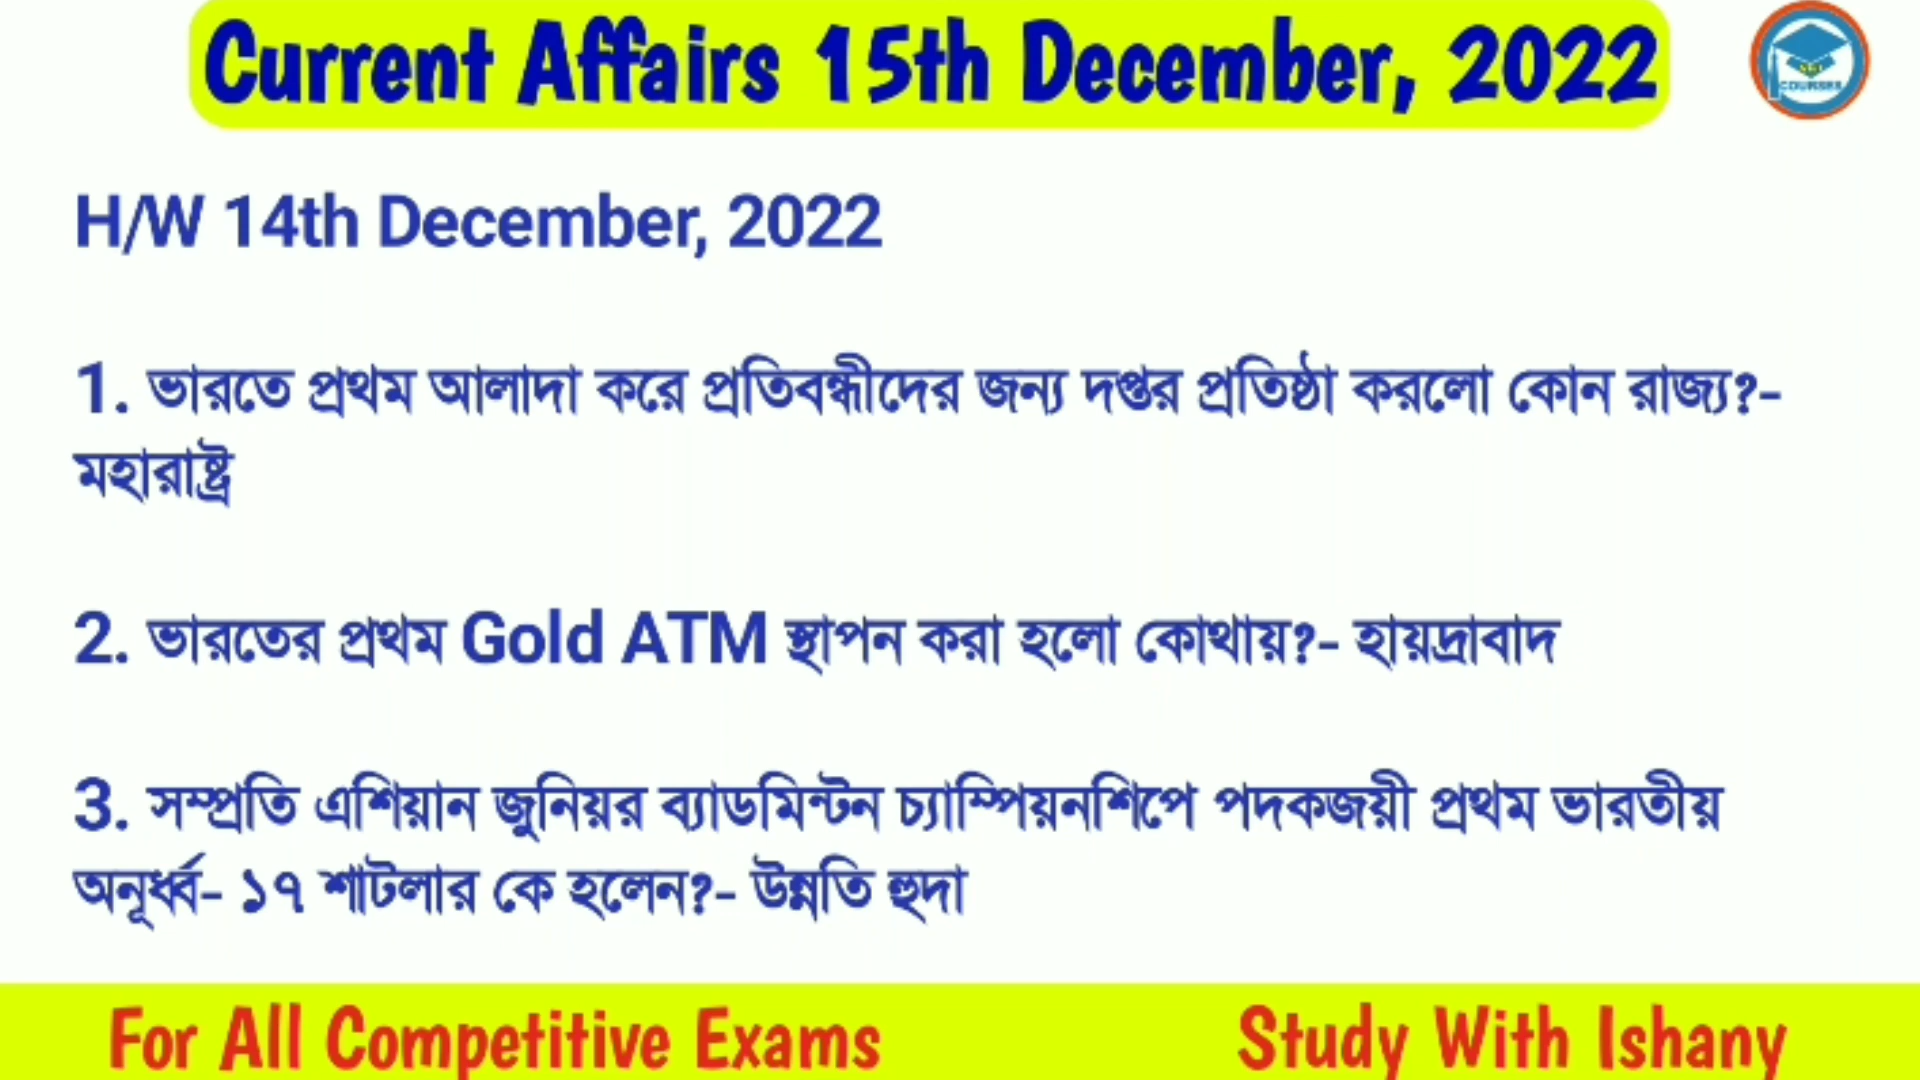 Current Affairs 15th December, 2022
COURSES
H/W 14th December, 2022
1. ভারতে প্রথম আলাদা করে প্রতিবন্ধীদের জন্য দপ্তর প্রতিষ্ঠা করলো কোন রাজ্য?-
মহারাষ্ট্র
2. ভারতের প্রথম Gold ATM স্থাপন করা হলো কোথায়?- হায়দ্রাবাদ
3. সম্প্রতি এশিয়ান জুনিয়র ব্যাডমিন্টন চ্যাম্পিয়নশিপে পদকজয়ী প্রথম ভারতীয়
অনূর্ধ্ব- ১৭ শাটলার কে হলেন?- উন্নতি হুদা
For All Competitive Exams
Study With Ishany